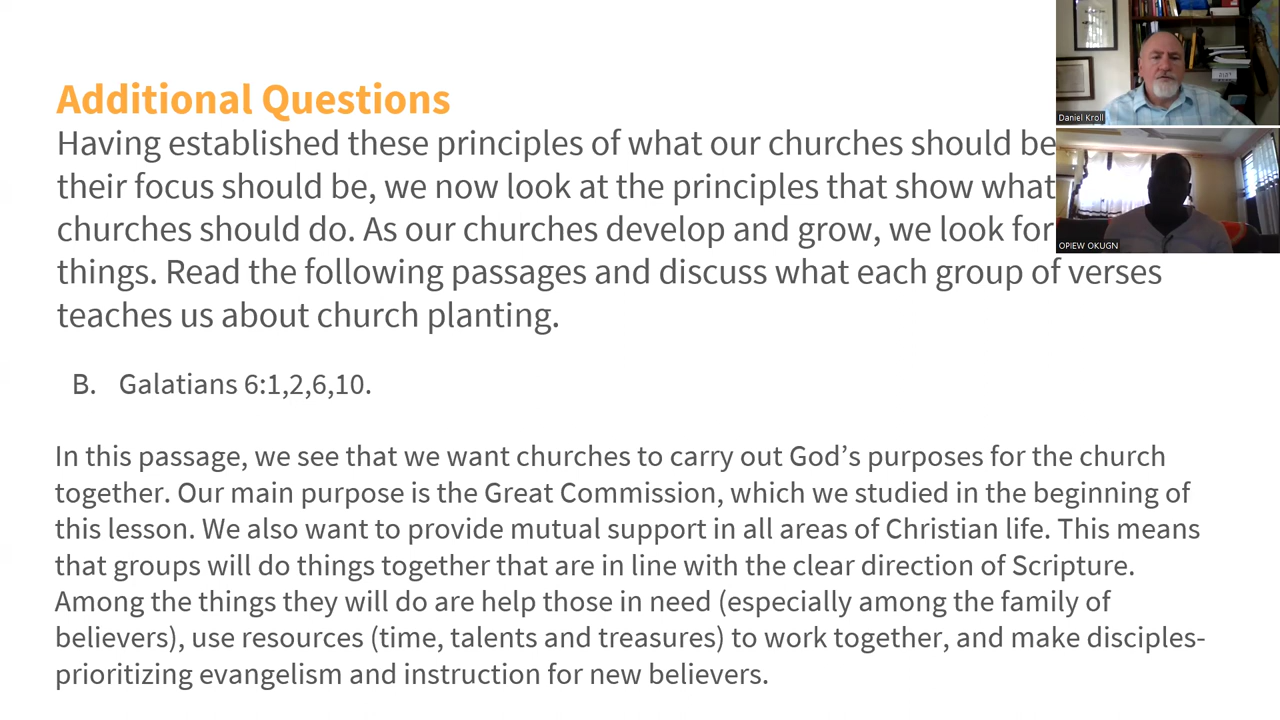 Additional Questions
Having established these principles of what our churches should be
their focus should be, we now look at the principles that show what
churches should do. As our churches develop and grow, we look for
things. Read the following passages and discuss what each group of verses
teaches us about church planting.
B. Galatians 6:1,2,6,10.
In this passage, we see that we want churches to carry out God’s purposes for the church
together. Our main purpose is the Great Commission, which we studied in the beginning of
this lesson. We also want to provide mutual support in all areas of Christian life. This means
that groups will do things together that are in line with the clear direction of Scripture.
Among the things they will do are help those in need (especially among the family of
believers), use resources (time, talents and treasures) to work together, and make disciples-
prioritizing evangelism and instruction for new believers.
Daniel Kroll
OPIEW OKUGN